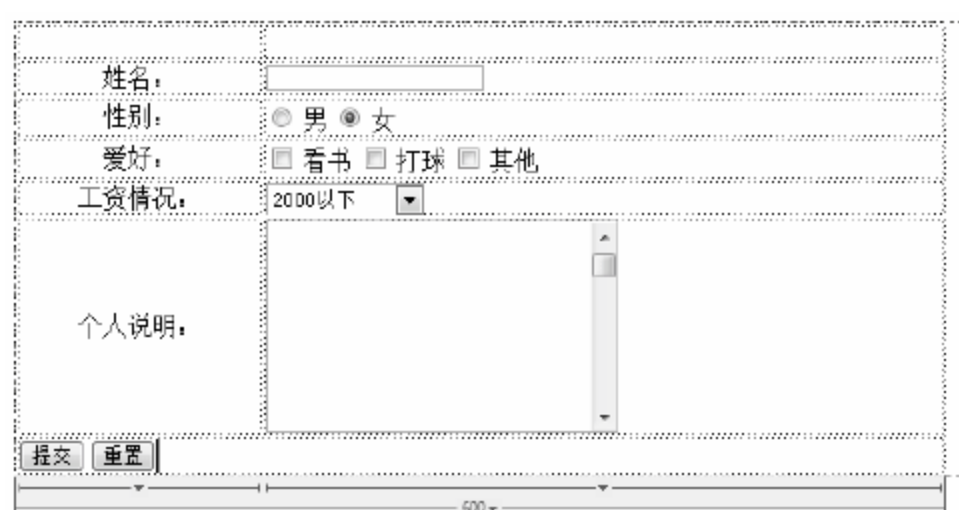 姓名：
性别： 男 女
爱好： 看书 打球 其他
工资情况： 2000以下
个人说明：
提交 重置
600